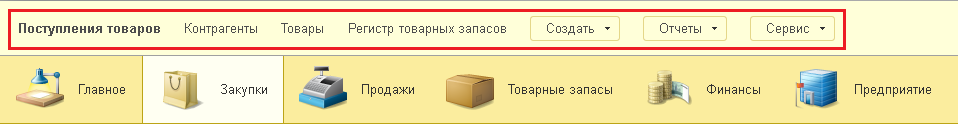 Поступления товаров Контрагенты Товары Регистр товарных запасов Создать Отчеты Сервис
Главное Закупки Продажи Товарные запасы Финансы Предприятие